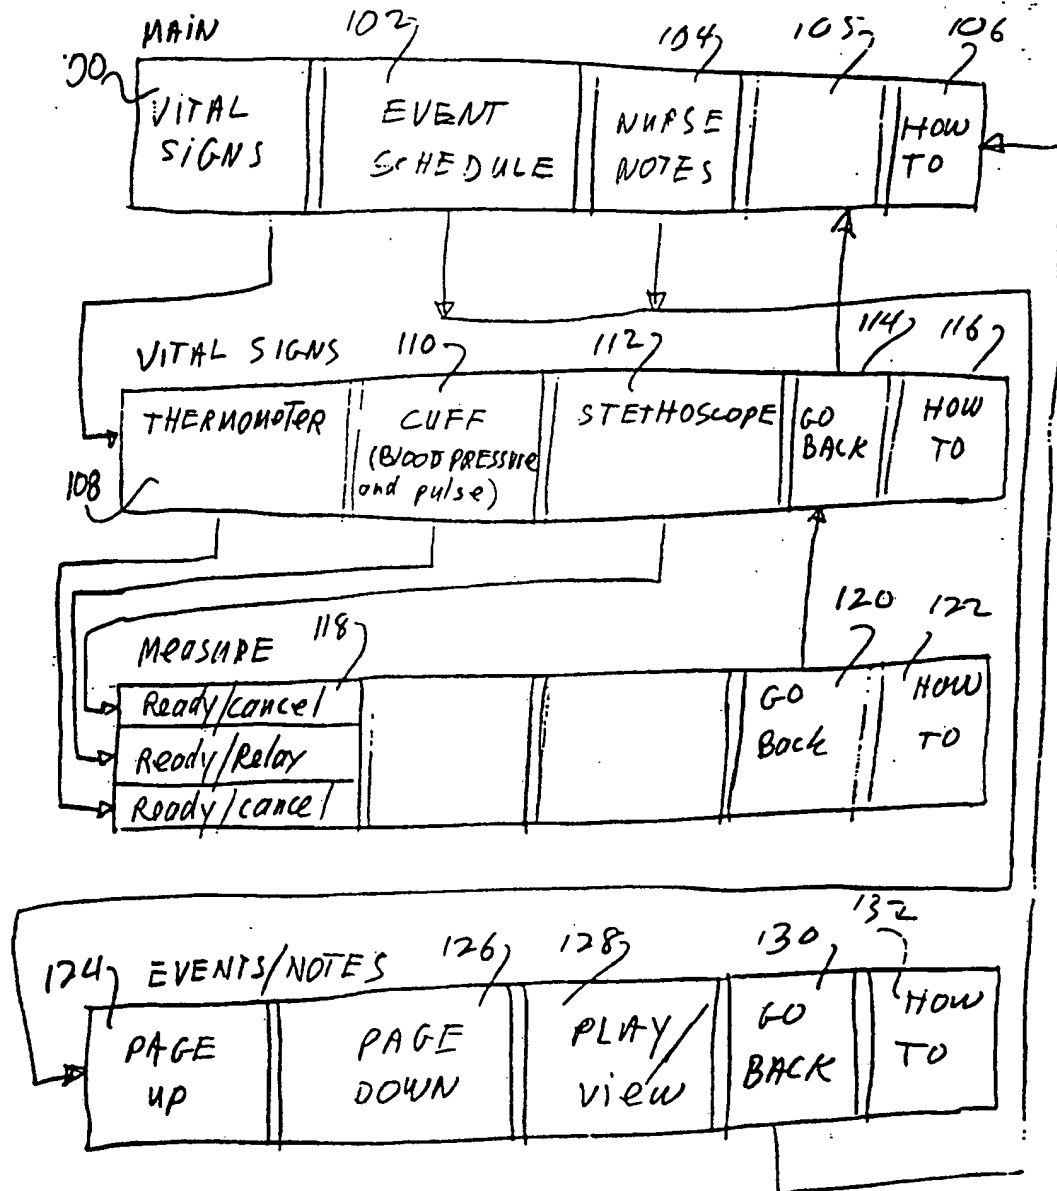 MAIN
102
104
105
106
VITAL
SIGNS
EVENT
SCHEDULE
NURSE
NOTES
HOW
TO
VITAL SIGNS
110
112
114
116
THERMOMETER
CUFF
(BLOOD PRESSURE
and pulse)
STETHOSCOPE
GO
BACK
HOW
TO
108
MEASURE
118
120
122
Ready/cancel
Ready/Relay
Ready/cancel
GO
Back
HOW
TO
124
EVENTS/NOTES
126
128
130
132
PAGE
UP
PAGE
DOWN
PLAY/
view
GO
BACK
HOW
TO